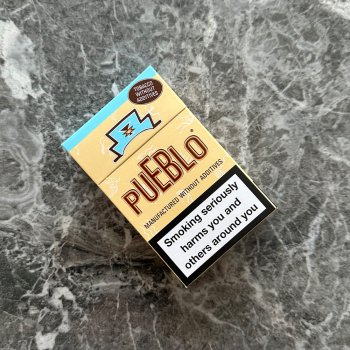 TOBACCO
WITHOUT
ADDITIVES
PUEBLO
MANUFACTURED WITHOUT ADDITIVES
Smoking seriously
harms you and
others around you